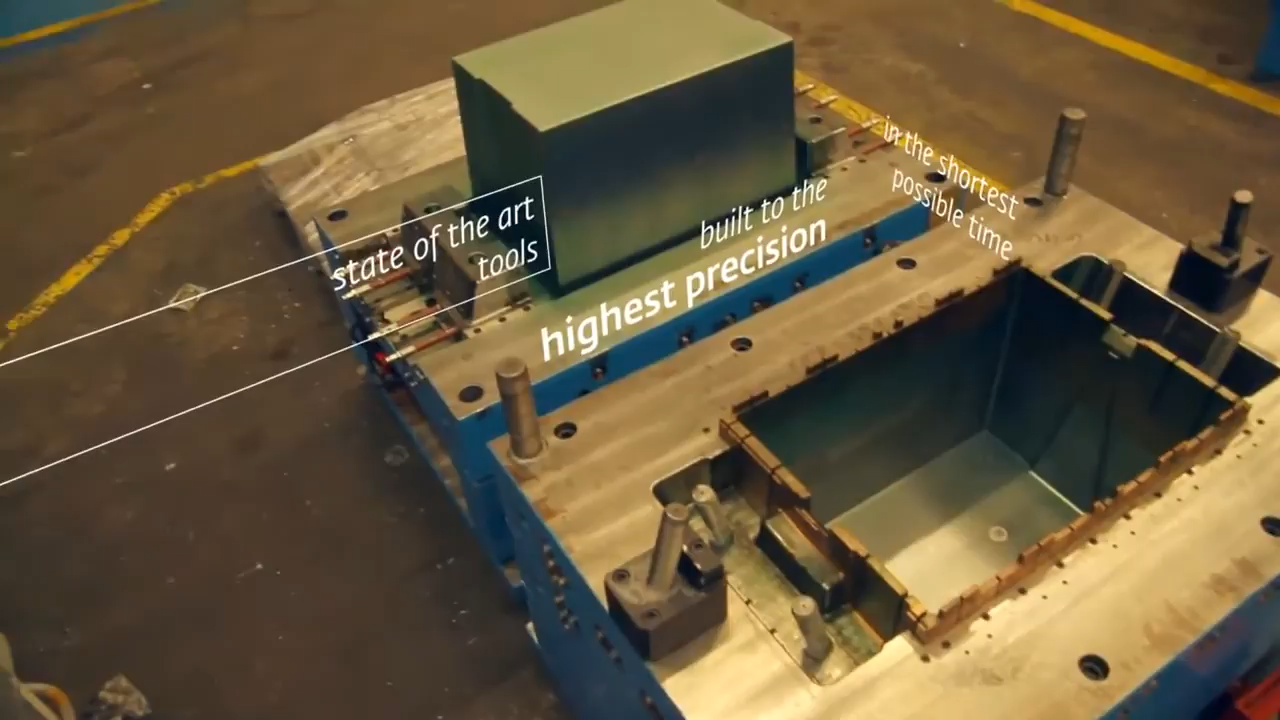 state of the art
tools
built to the
highest precision
in the shortest
possible time